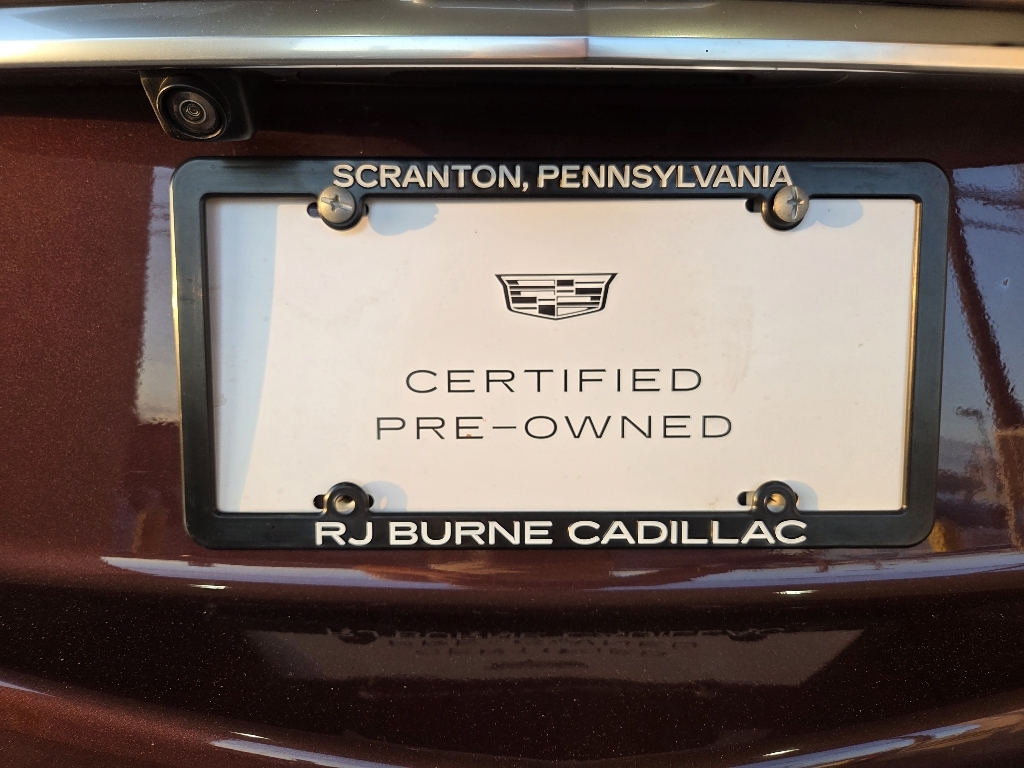 SCRANTON, PENNSYLVANIA
CERTIFIED
PRE-OWNED
RJ BURNE CADILLAC